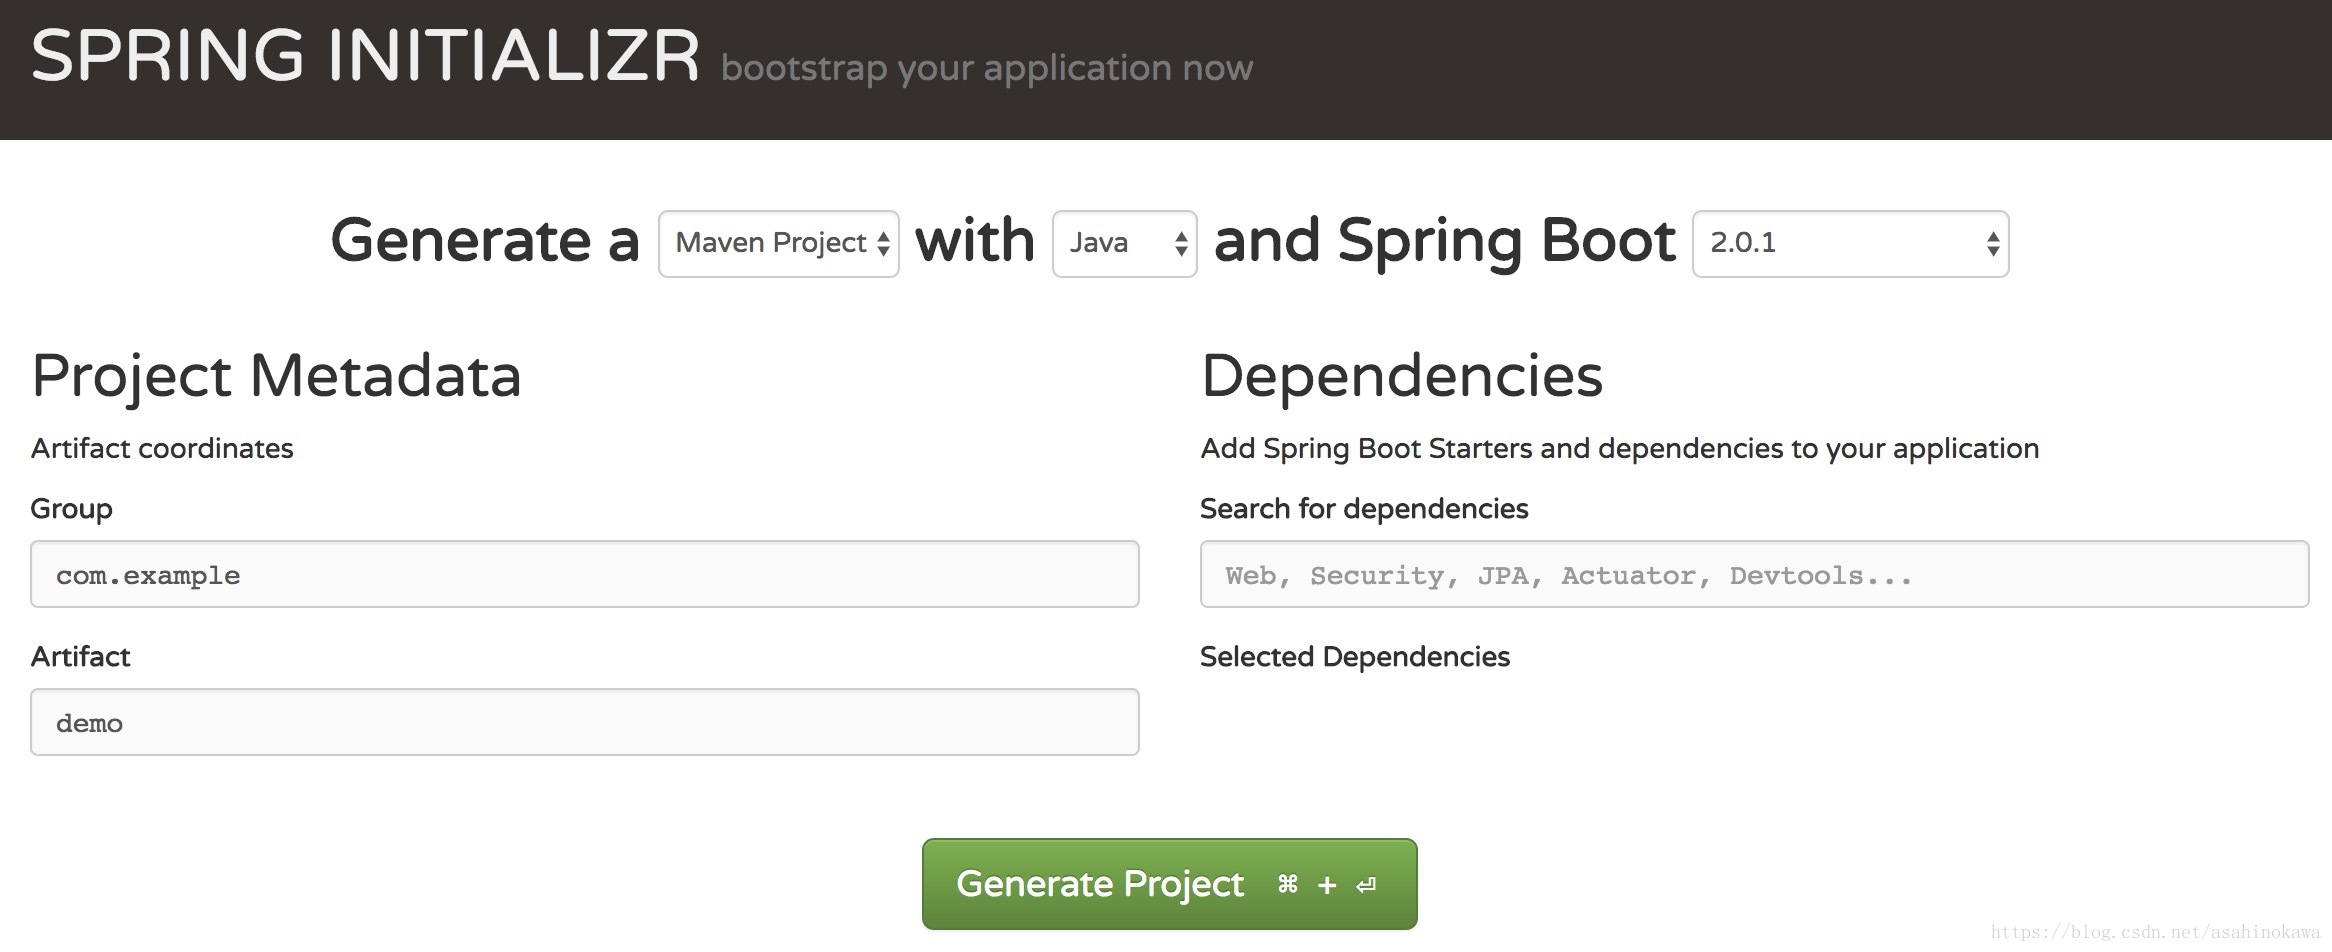 SPRING INITIALIZR bootstrap your application now
Generate a Maven Project with Java and Spring Boot 2.0.1
Project Metadata
Artifact coordinates
Group
com.example
Artifact
demo
Dependencies
Add Spring Boot Starters and dependencies to your application
Search for dependencies
Web, Security, JPA, Actuator, Devtools...
Selected Dependencies
Generate Project ⌘ + ⏎
https://blog.csdn.net/asahinokawa